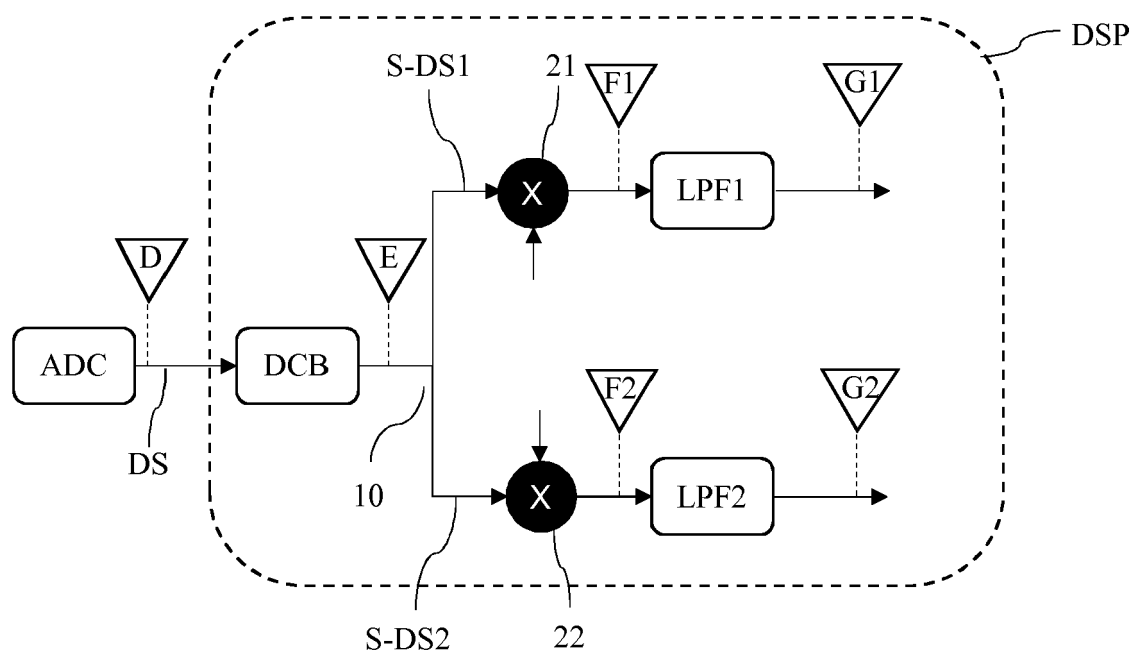 DSP
S-DS1
21
F1
G1
X
LPF1
D
E
ADC
DCB
DS
10
F2
G2
X
LPF2
S-DS2
22